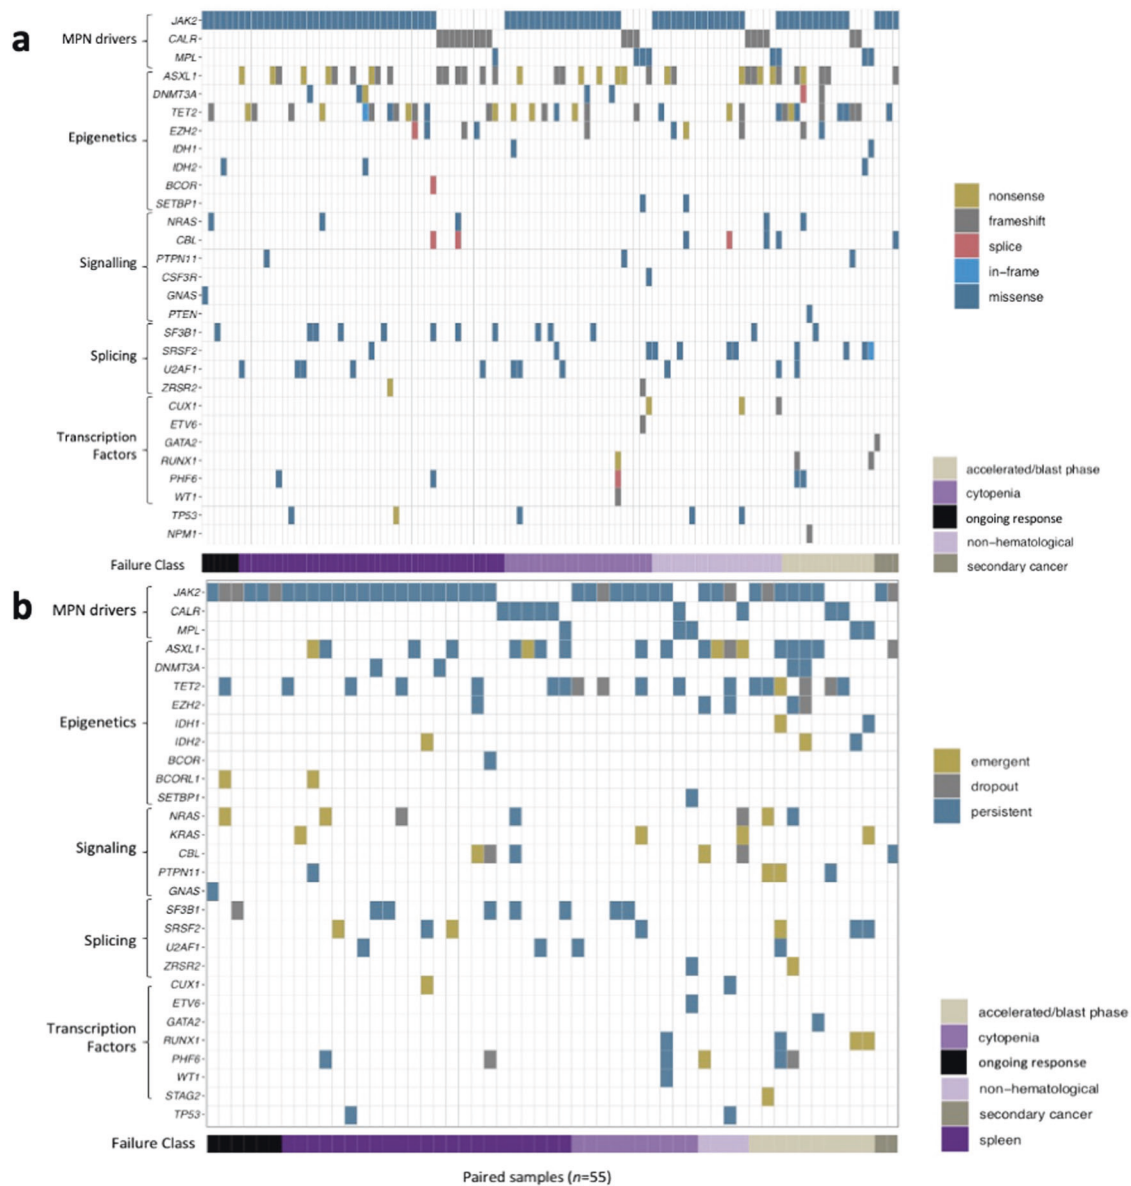 a
MPN drivers
JAK2
CALR
MPL
Epigenetics
ASXL1
DNMT3A
TET2
EZH2
IDH1
IDH2
BCOR
SETBP1
Signalling
NRAS
CBL
PTPN11
CSF3R
GNAS
PTEN
Splicing
SF3B1
SRSF2
U2AF1
ZRSR2
Transcription
Factors
CUX1
ETV6
GATA2
RUNX1
PHF6
WT1
TP53
NPM1
Failure Class
nonsense
frameshift
splice
in-frame
missense
accelerated/blast phase
cytopenia
ongoing response
non-hematological
secondary cancer
b
MPN drivers
JAK2
CALR
MPL
Epigenetics
ASXL1
DNMT3A
TET2
EZH2
IDH1
IDH2
BCOR
BCORL1
SETBP1
Signaling
NRAS
KRAS
CBL
PTPN11
GNAS
Splicing
SF3B1
SRSF2
U2AF1
ZRSR2
Transcription
Factors
CUX1
ETV6
GATA2
RUNX1
PHF6
WT1
STAG2
TP53
Failure Class
Paired samples (n=55)
emergent
dropout
persistent
accelerated/blast phase
cytopenia
ongoing response
non-hematological
secondary cancer
spleen